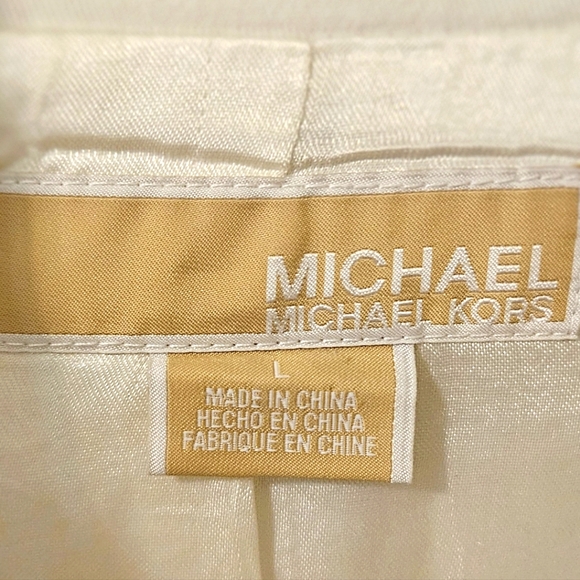 MICHAEL
MICHAEL KORS
L
MADE IN CHINA
HECHO EN CHINA
FABRIQUE EN CHINE